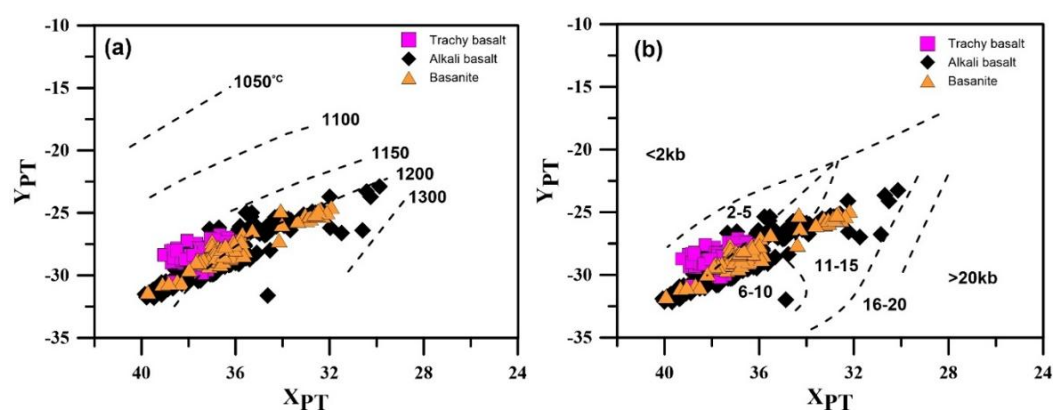 (a)
Trachy basalt
Alkali basalt
Basanite
1050°C
1100
1150
1200
1300
-10
-15
-20
-25
-30
-35
40
36
32
28
24
YPT
XPT
(b)
Trachy basalt
Alkali basalt
Basanite
<2kb
2-5
6-10
11-15
16-20
>20kb
-10
-15
-20
-25
-30
-35
40
36
32
28
24
YPT
XPT